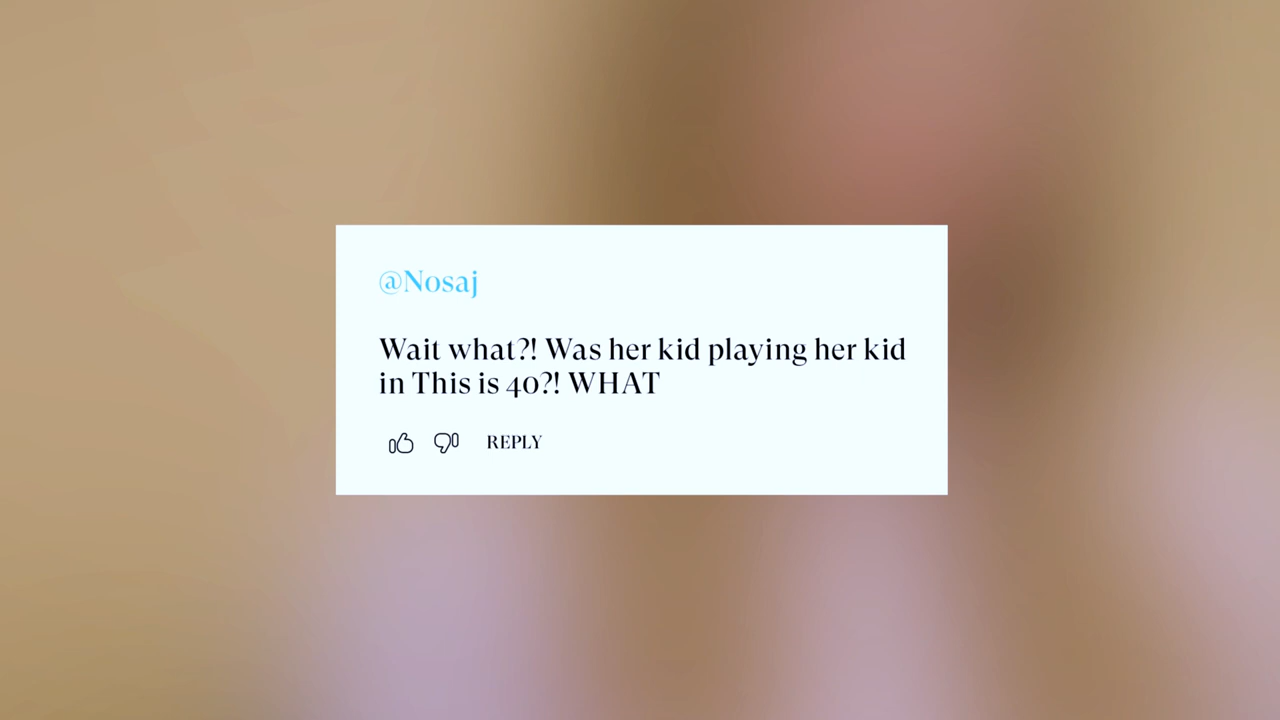 @Nosaj
Wait what?! Was her kid playing her kid
in This is 40?! WHAT
REPLY